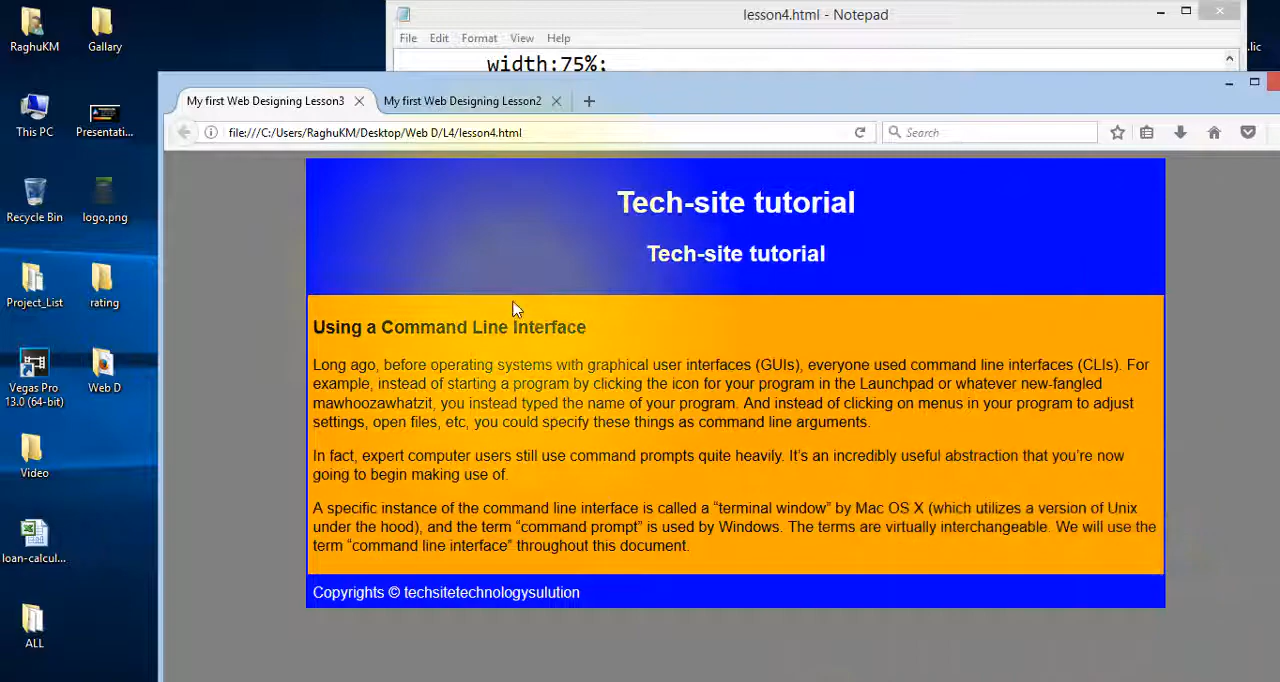 lesson4.html - Notepad
File Edit Format View Help
width:75%;
.lic
RaghuKM
Gallary
This PC
Presentati...
Recycle Bin
logo.png
Project_List
rating
Vegas Pro
13.0 (64-bit)
Web D
Video
loan-calcul...
ALL
My first Web Designing Lesson3
My first Web Designing Lesson2
file:///C:/Users/RaghuKM/Desktop/Web D/L4/lesson4.html
Search
Tech-site tutorial
Tech-site tutorial
Using a Command Line Interface
Long ago, before operating systems with graphical user interfaces (GUIs), everyone used command line interfaces (CLIs). For
example, instead of starting a program by clicking the icon for your program in the Launchpad or whatever new-fangled
mawhoozawhatzit, you instead typed the name of your program. And instead of clicking on menus in your program to adjust
settings, open files, etc, you could specify these things as command line arguments.
In fact, expert computer users still use command prompts quite heavily. It’s an incredibly useful abstraction that you’re now
going to begin making use of.
A specific instance of the command line interface is called a “terminal window” by Mac OS X (which utilizes a version of Unix
under the hood), and the term “command prompt” is used by Windows. The terms are virtually interchangeable. We will use the
term “command line interface” throughout this document.
Copyrights © techsitetechnologysulution